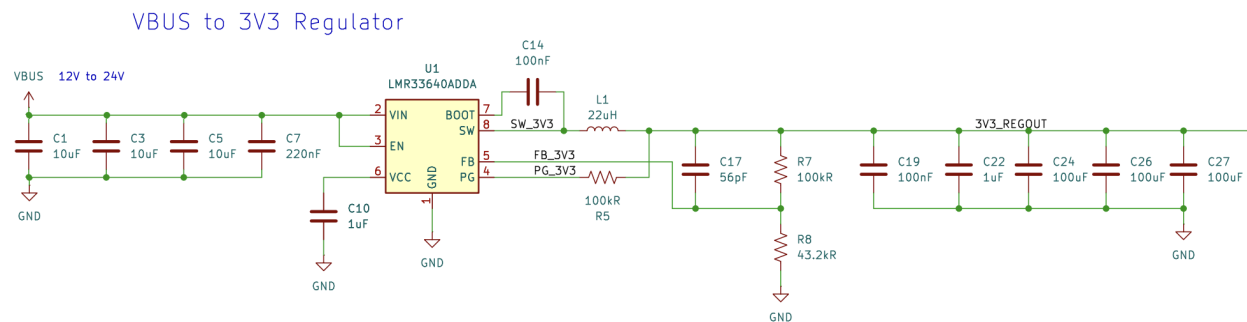 VBUS to 3V3 Regulator
VBUS 12V to 24V
C1
10uF
C3
10uF
C5
10uF
C7
220nF
U1
LMR33640ADDA
2 VIN
3 EN
6 VCC
BOOT 7
SW 8
FB 5
PG 4
GND
1
GND
C10
1uF
GND
GND
C14
100nF
SW_3V3
L1
22uH
FB_3V3
PG_3V3
100kR
R5
C17
56pF
R7
100kR
R8
43.2kR
GND
3V3_REGOUT
C19
100nF
C22
1uF
C24
100uF
C26
100uF
C27
100uF
GND